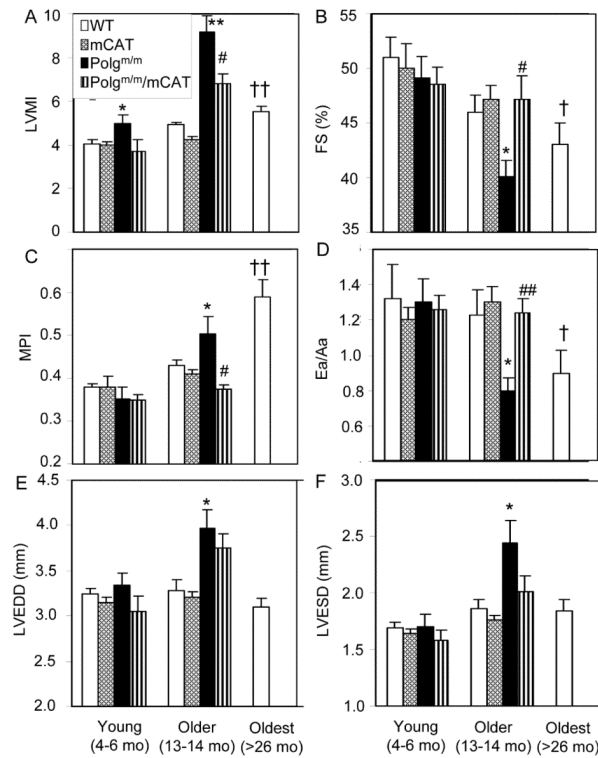 A
WT
mCAT
Polg^m/m
Polg^m/m/mCAT
LVMI
10
8
6
4
2
0
*
**
#
††
B
FS (%)
55
50
45
40
35
*
#
†
C
MPI
0.6
0.5
0.4
0.3
0.2
*
#
††
D
Ea/Aa
1.4
1.2
1.0
0.8
0.6
0.4
*
##
†
E
LVEDD (mm)
4.5
4.0
3.5
3.0
2.5
2.0
*
F
LVESD (mm)
3.0
2.5
2.0
1.5
1.0
*
Young Older Oldest
(4-6 mo) (13-14 mo) (>26 mo)
Young Older Oldest
(4-6 mo) (13-14 mo) (>26 mo)